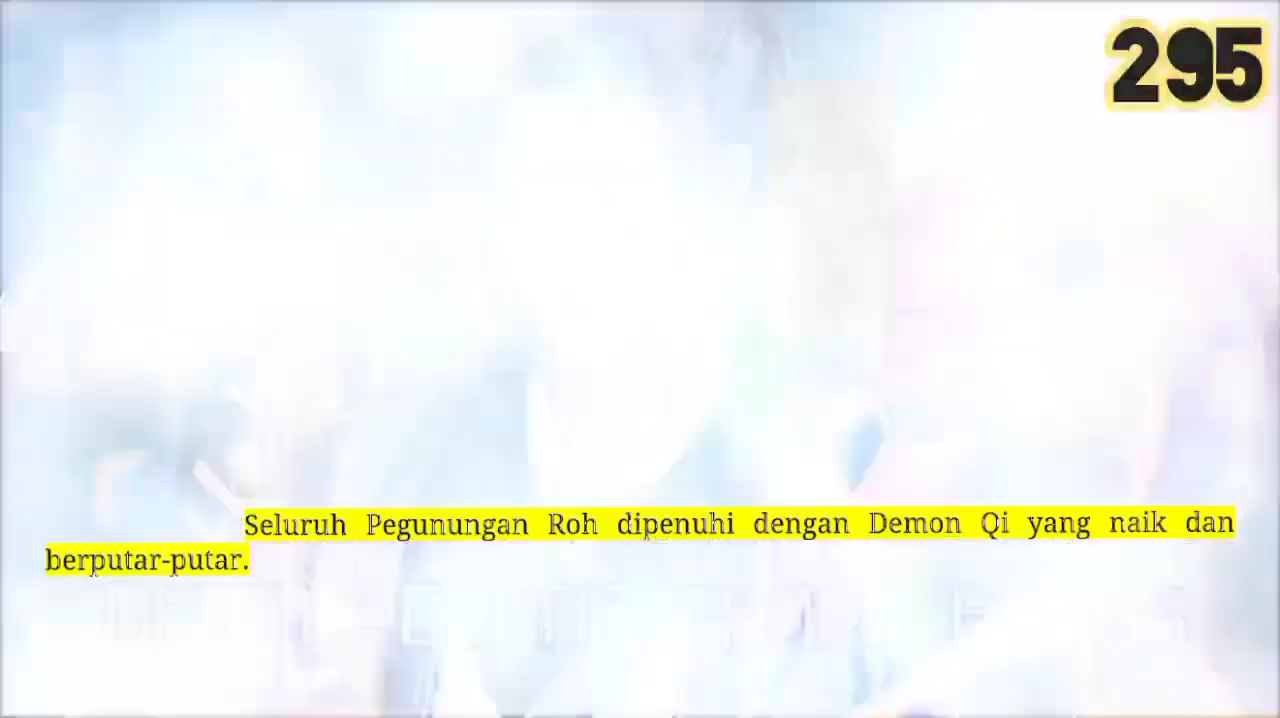 295
Seluruh Pegunungan Roh dipenuhi dengan Demon Qi yang naik dan
berputar-putar.